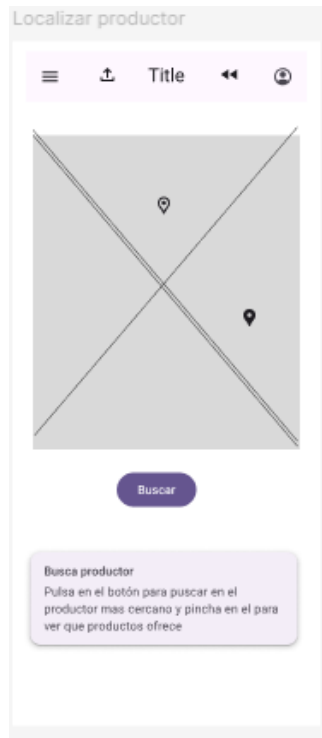 Localizar productor
Title
Buscar
Busca productor
Pulsa en el botón para puscar en el
productor mas cercano y pincha en el para
ver que productos ofrece